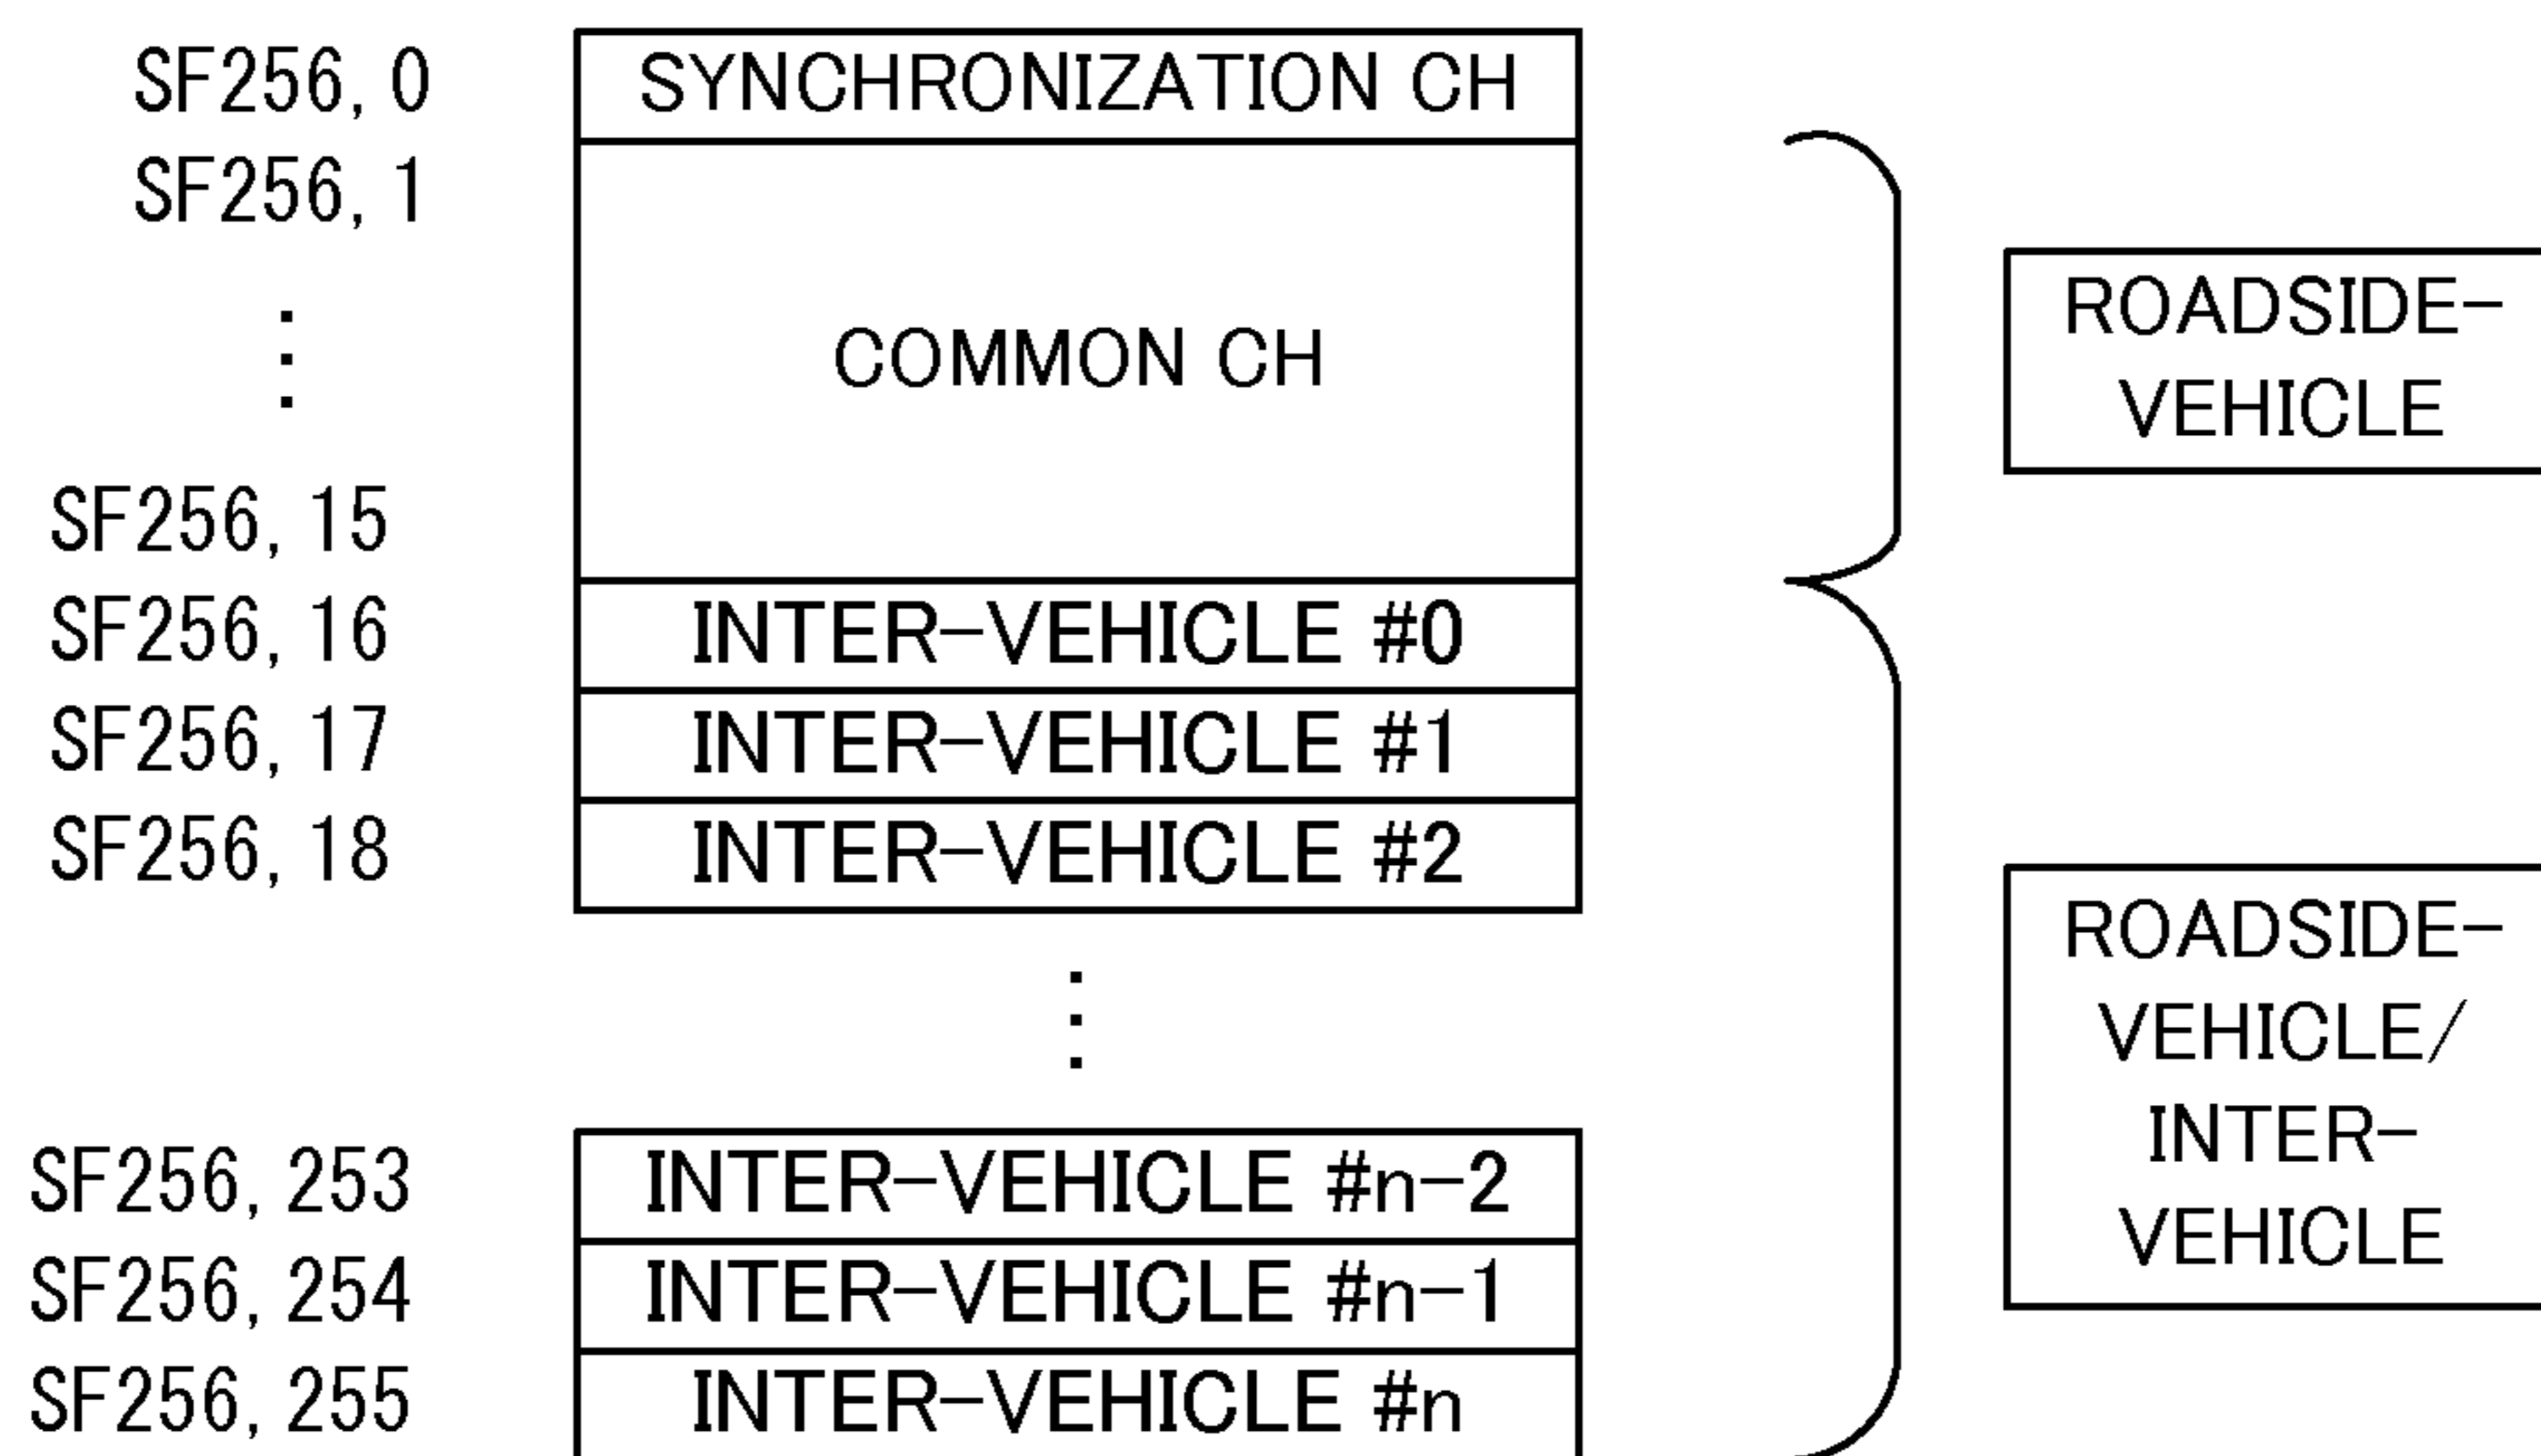 SF256, 0
SYNCHRONIZATION CH
SF256, 1
COMMON CH
SF256, 15
SF256, 16
INTER-VEHICLE #0
SF256, 17
INTER-VEHICLE #1
SF256, 18
INTER-VEHICLE #2
SF256, 253
INTER-VEHICLE #n-2
SF256, 254
INTER-VEHICLE #n-1
SF256, 255
INTER-VEHICLE #n
ROADSIDE-
VEHICLE
ROADSIDE-
VEHICLE/
INTER-
VEHICLE